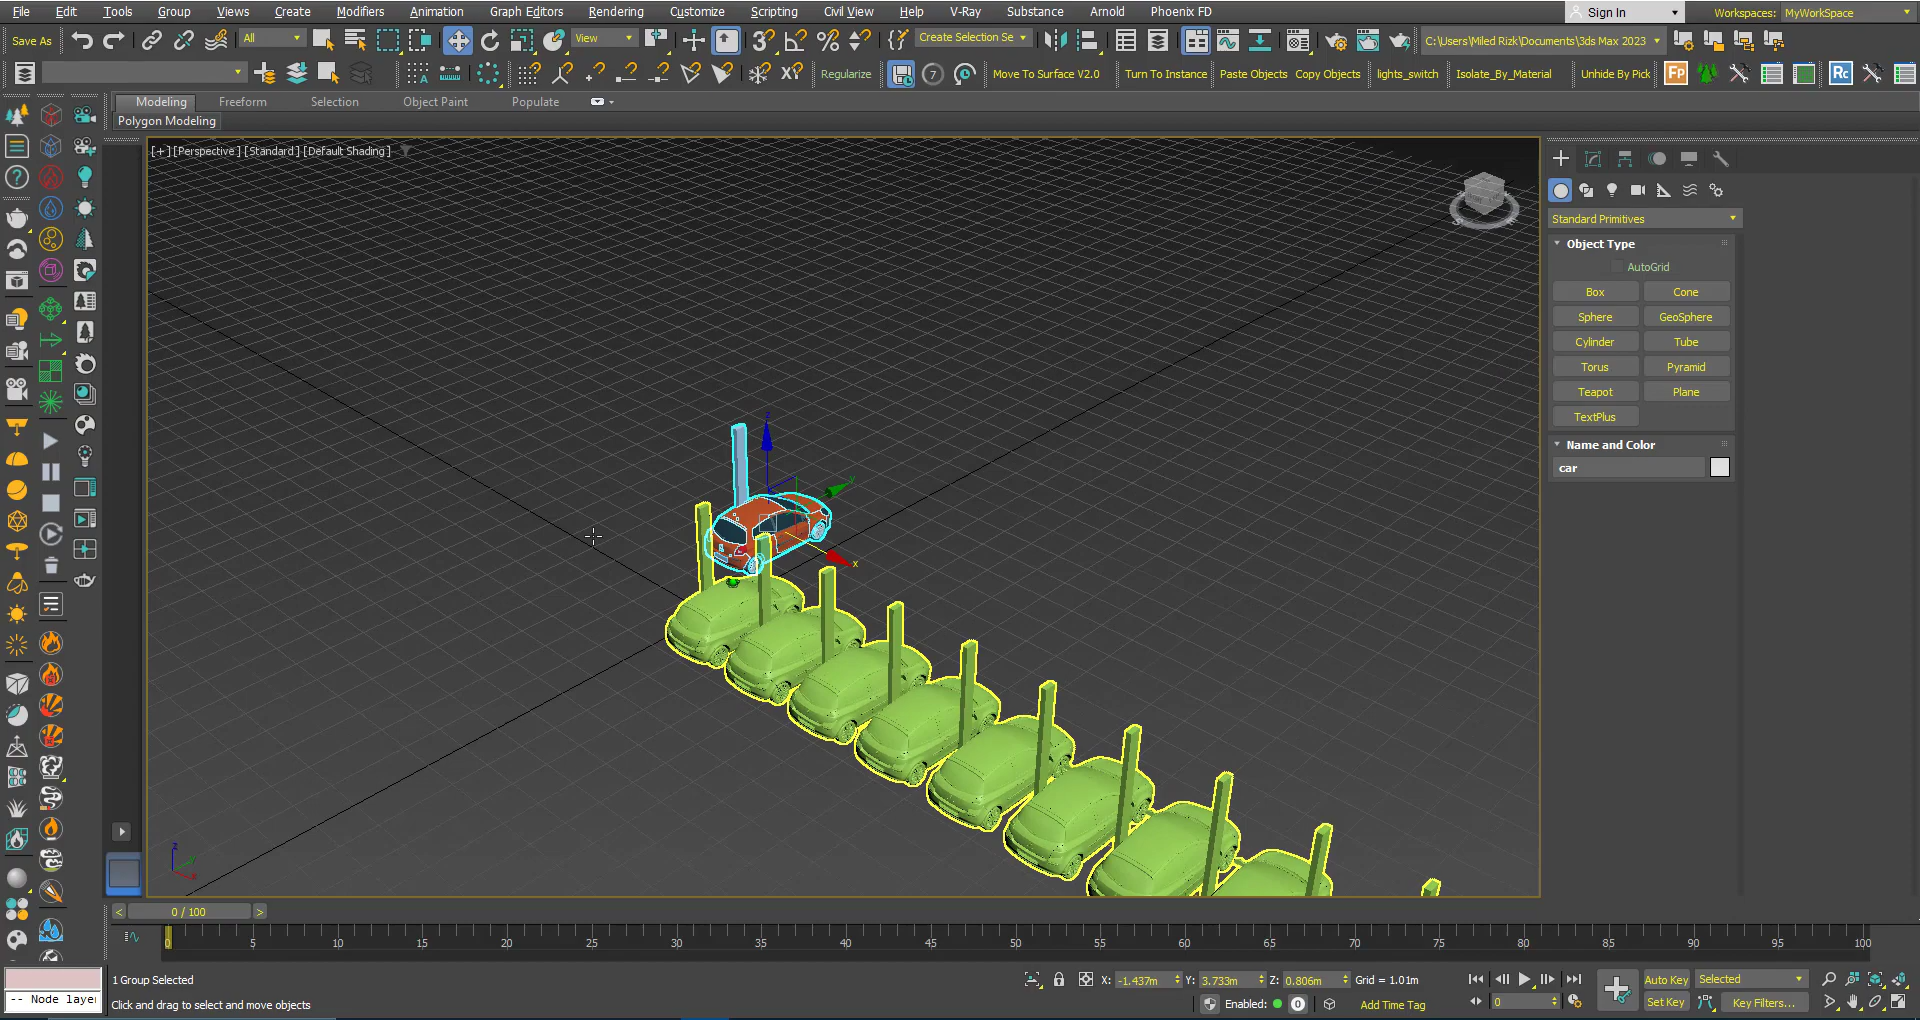 File Edit Tools Group Views Create Modifiers Animation Graph Editors Rendering Customize Scripting Civil View Help V-Ray Substance Arnold Phoenix FD Sign In Workspaces: MyWorkSpace
Save As All View Create Selection Se C:\Users\Miled Rizk\Documents\3ds Max 2023
Regularize 7 Move To Surface V2.0 Turn To Instance Paste Objects Copy Objects lights_switch Isolate_By_Material Unhide By Pick Fp Rc
Modeling Freeform Selection Object Paint Populate
Polygon Modeling
[+] [Perspective] [Standard] [Default Shading]
Standard Primitives
Object Type
AutoGrid
Box Cone
Sphere GeoSphere
Cylinder Tube
Torus Pyramid
Teapot Plane
TextPlus
Name and Color
car
z
y
x
z
y
x
< 0 / 100 >
0 5 10 15 20 25 30 35 40 45 50 55 60 65 70 75 80 85 90 95 100
1 Group Selected X: -1.437m Y: 3.733m Z: 0.806m Grid = 1.01m Auto Key Selected
-- Node layer Click and drag to select and move objects Enabled: 0 Add Time Tag 0 Set Key Key Filters...